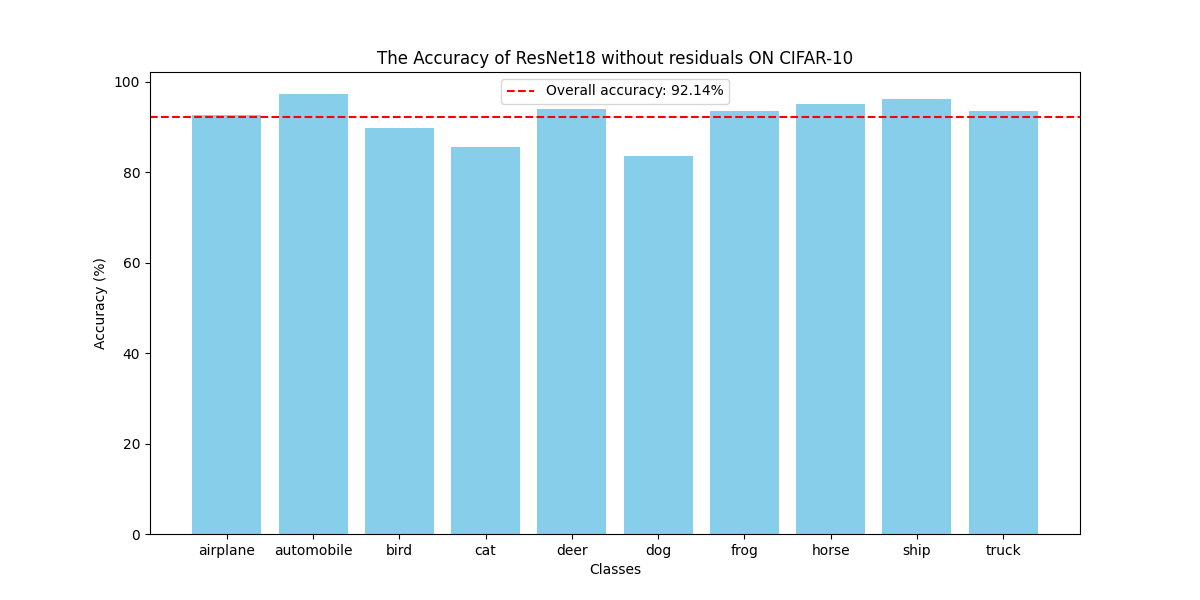 The Accuracy of ResNet18 without residuals ON CIFAR-10
Overall accuracy: 92.14%
Accuracy (%)
100
80
60
40
20
0
airplane automobile bird cat deer dog frog horse ship truck
Classes